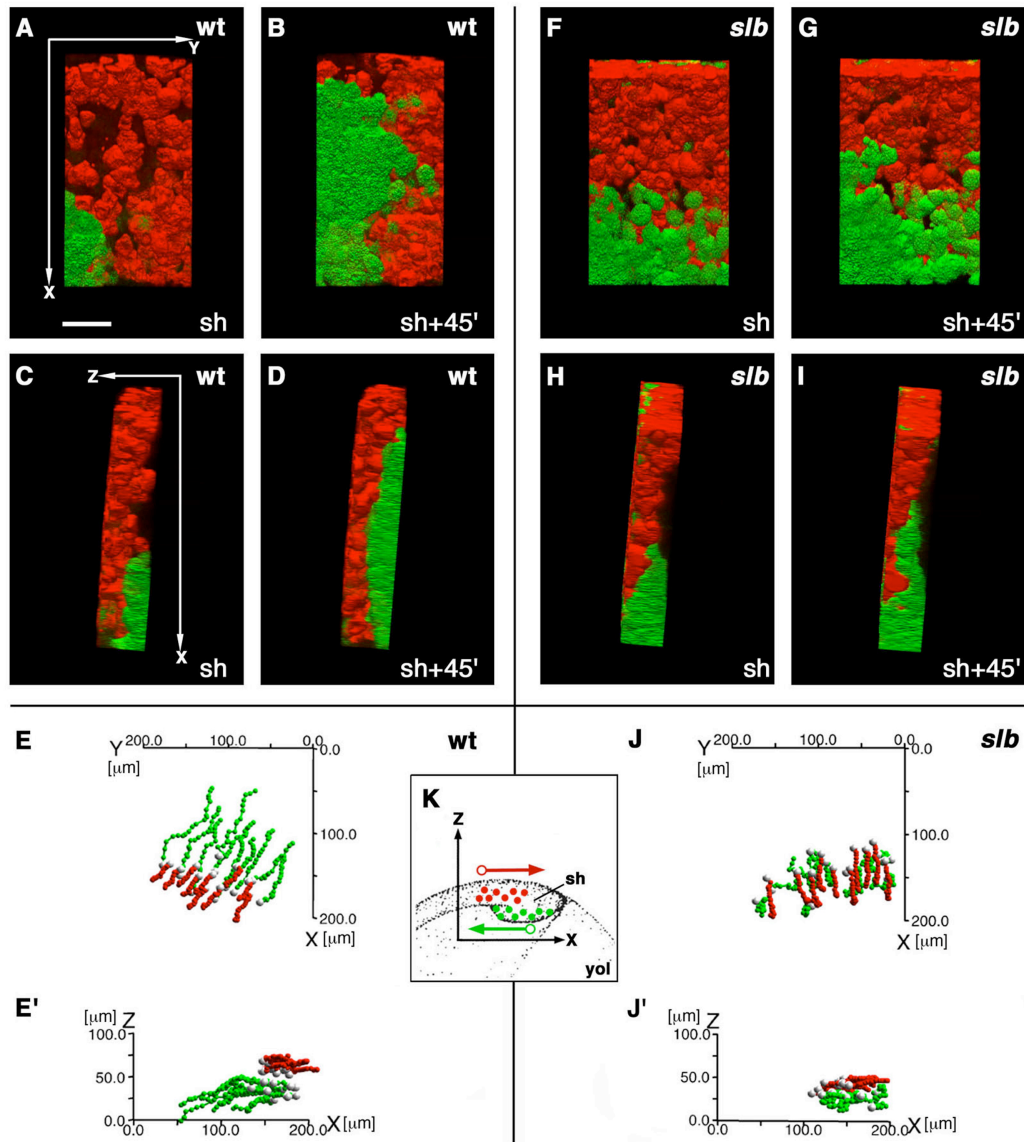 A wt
Y
X
sh
B wt
sh+45'
F slb
sh
G slb
sh+45'
C wt
Z
X
sh
D wt
sh+45'
H slb
sh
I slb
sh+45'
E wt
Y 200.0 100.0 0.0
[µm]
100.0
200.0
X [µm]
J slb
Y 200.0 100.0 0.0
[µm]
100.0
200.0
X [µm]
K
Z
sh
X
yol
E'
[µm] Z
100.0
50.0
0.0
0.0 100.0 200.0
X [µm]
J'
[µm] Z
100.0
50.0
0.0
0.0 100.0 200.0
X [µm]